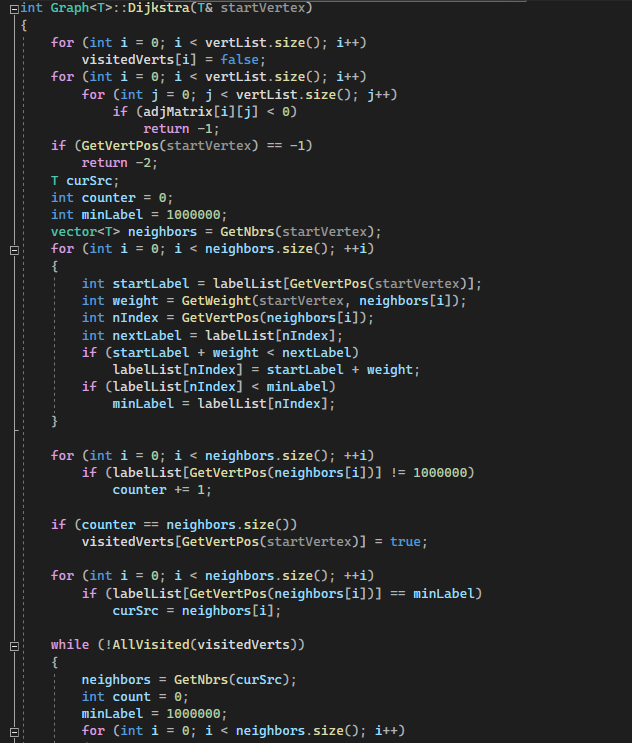 int Graph<T>::Dijkstra(T& startVertex)
{
    for (int i = 0; i < vertList.size(); i++)
        visitedVerts[i] = false;
    for (int i = 0; i < vertList.size(); i++)
        for (int j = 0; j < vertList.size(); j++)
            if (adjMatrix[i][j] < 0)
                return -1;
    if (GetVertPos(startVertex) == -1)
        return -2;
    T curSrc;
    int counter = 0;
    int minLabel = 1000000;
    vector<T> neighbors = GetNbrs(startVertex);
    for (int i = 0; i < neighbors.size(); ++i)
    {
        int startLabel = labelList[GetVertPos(startVertex)];
        int weight = GetWeight(startVertex, neighbors[i]);
        int nIndex = GetVertPos(neighbors[i]);
        int nextLabel = labelList[nIndex];
        if (startLabel + weight < nextLabel)
            labelList[nIndex] = startLabel + weight;
        if (labelList[nIndex] < minLabel)
            minLabel = labelList[nIndex];
    }

    for (int i = 0; i < neighbors.size(); ++i)
        if (labelList[GetVertPos(neighbors[i])] != 1000000)
            counter += 1;

    if (counter == neighbors.size())
        visitedVerts[GetVertPos(startVertex)] = true;

    for (int i = 0; i < neighbors.size(); ++i)
        if (labelList[GetVertPos(neighbors[i])] == minLabel)
            curSrc = neighbors[i];

    while (!AllVisited(visitedVerts))
    {
        neighbors = GetNbrs(curSrc);
        int count = 0;
        minLabel = 1000000;
        for (int i = 0; i < neighbors.size(); i++)